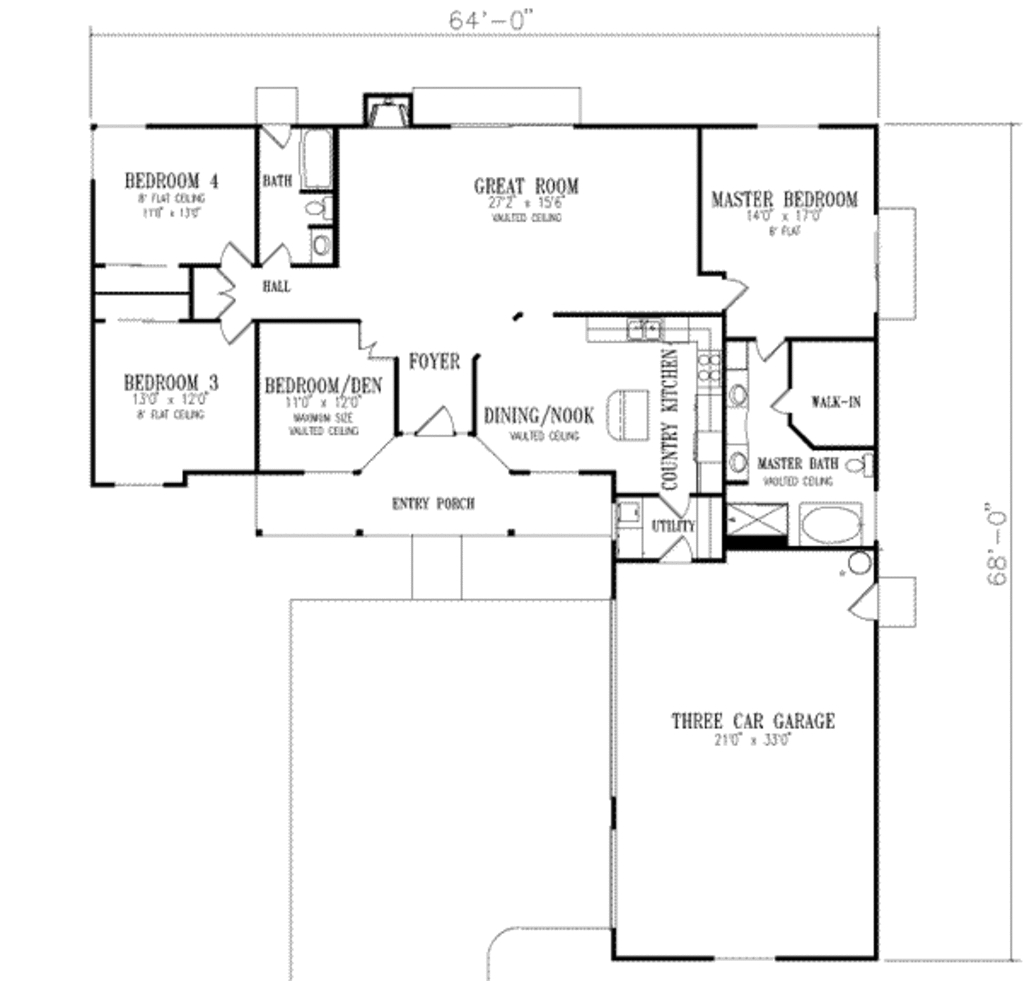 64'-0"
BEDROOM 4
8' FLAT CEILING
11'0" x 13'0"
BATH
GREAT ROOM
27'2" x 15'6"
VAULTED CEILING
MASTER BEDROOM
14'0" x 17'0"
8' FLAT
HALL
BEDROOM 3
13'0" x 12'0"
8' FLAT CEILING
BEDROOM/DEN
11'0" x 12'0"
MAXIMUM SIZE
VAULTED CEILING
FOYER
DINING/NOOK
VAULTED CEILING
COUNTRY KITCHEN
WALK-IN
MASTER BATH
VAULTED CEILING
ENTRY PORCH
UTILITY
68'-0"
THREE CAR GARAGE
21'0" x 33'0"